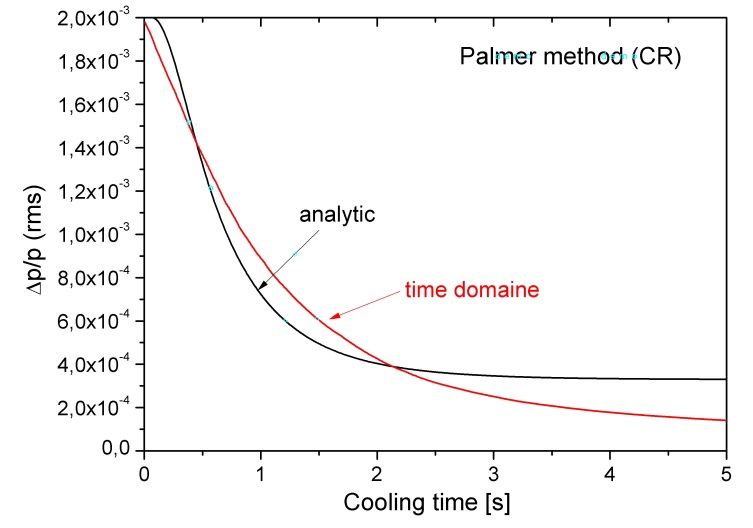 Palmer method (CR)
2,0x10⁻³
1,8x10⁻³
1,6x10⁻³
1,4x10⁻³
1,2x10⁻³
1,0x10⁻³
8,0x10⁻⁴
6,0x10⁻⁴
4,0x10⁻⁴
2,0x10⁻⁴
0,0
Δp/p (rms)
analytic
time domaine
0 1 2 3 4 5
Cooling time [s]